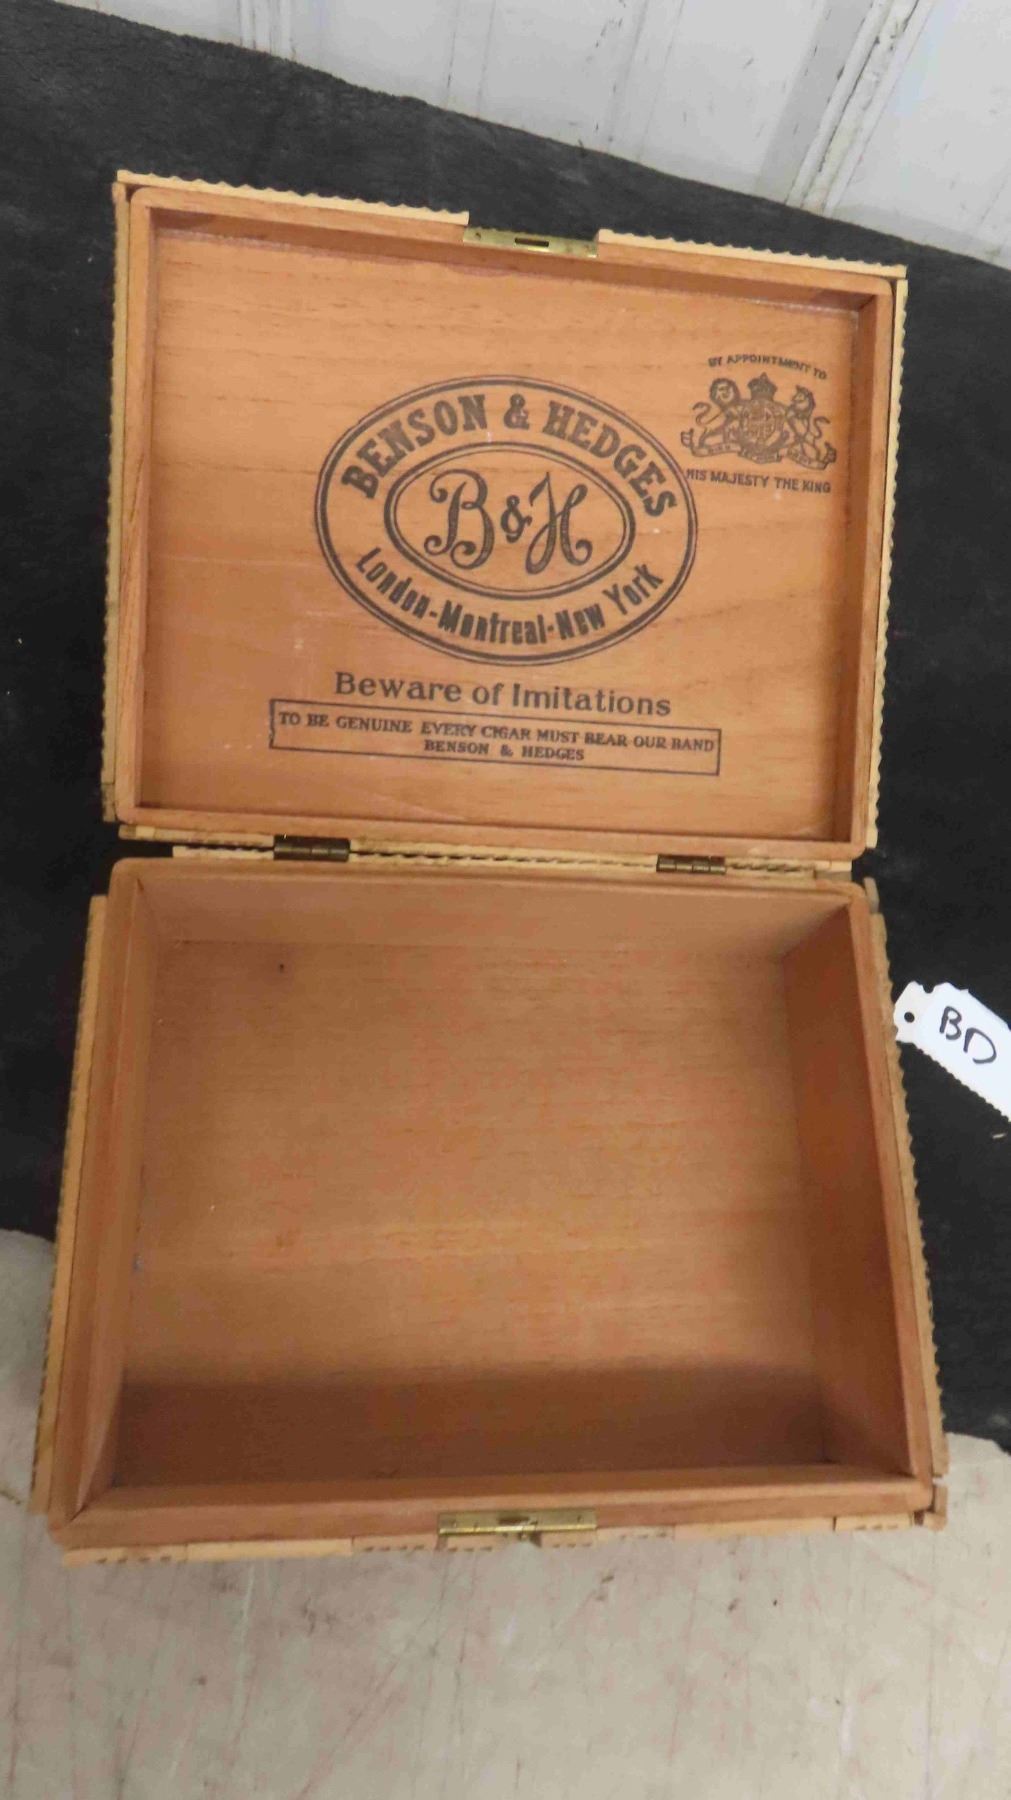 BY APPOINTMENT TO
HIS MAJESTY THE KING
BENSON & HEDGES
B & H
London-Montreal-New York
Beware of Imitations
TO BE GENUINE EVERY CIGAR MUST BEAR OUR BAND
BENSON & HEDGES
BD